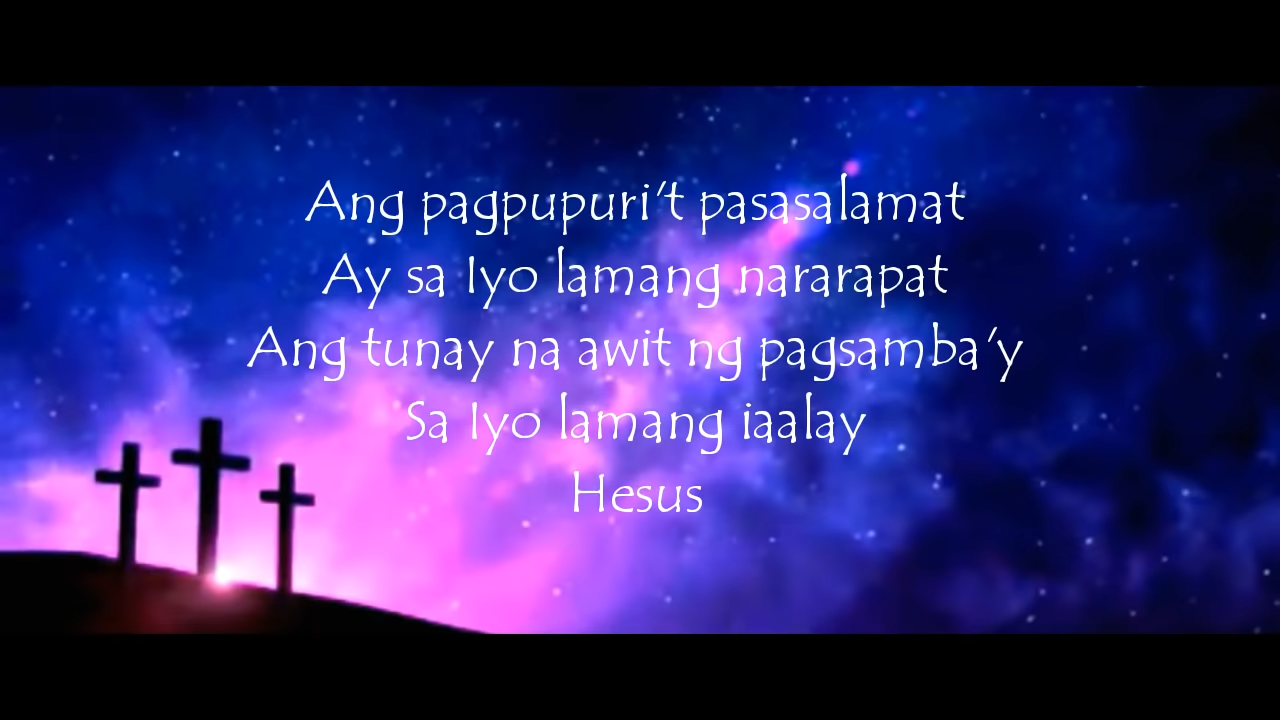 Ang pagpupuri't pasasalamat
Ay sa Iyo lamang nararapat
Ang tunay na awit ng pagsamba'y
Sa Iyo lamang iaalay
Hesus